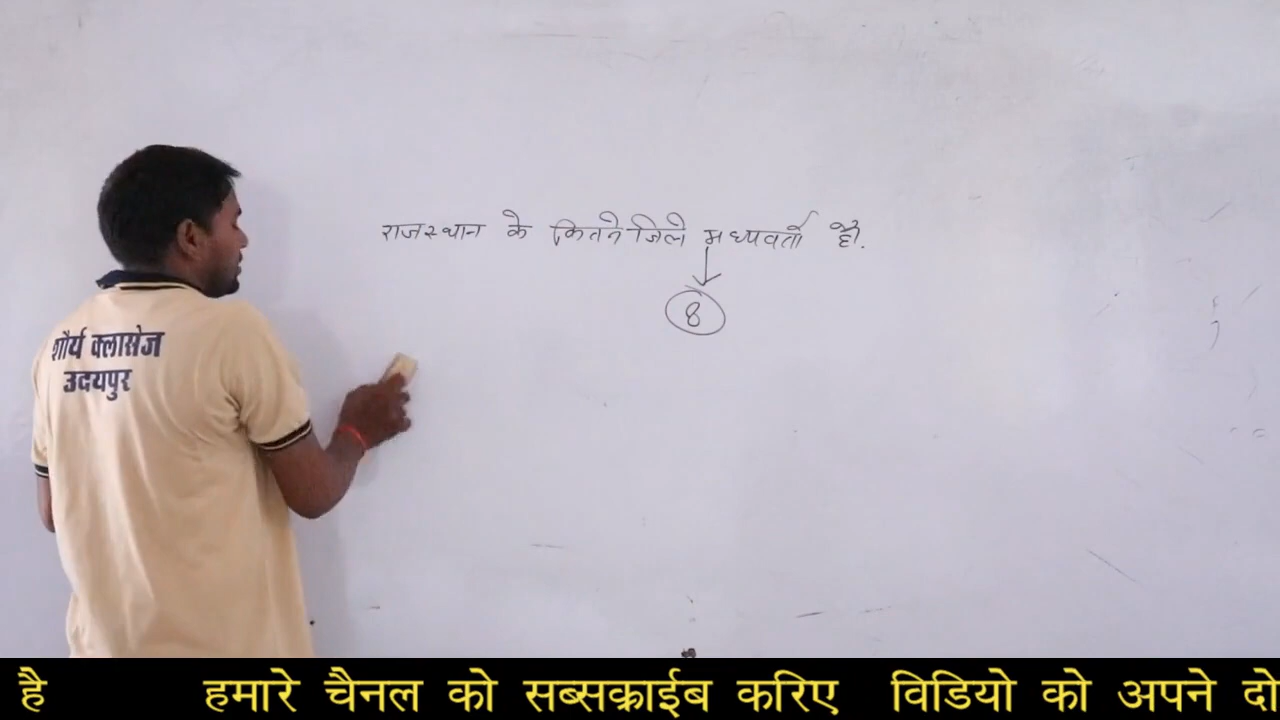 राजस्थान के कितने जिले मध्यवर्ती है.
8
शौर्य क्लासेज
उदयपुर
है हमारे चैनल को सब्सक्राईब करिए विडियो को अपने दो